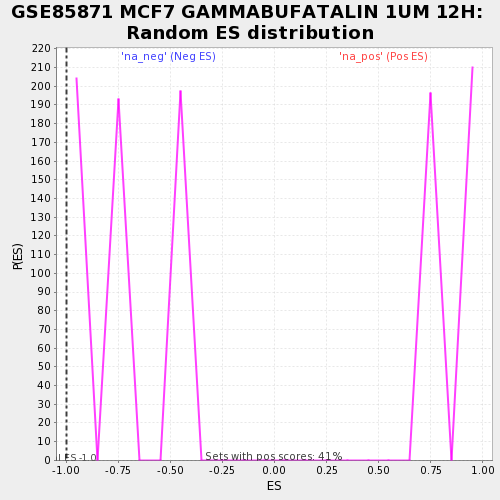 GSE85871 MCF7 GAMMABUFATALIN 1UM 12H:
Random ES distribution
'na_neg' (Neg ES)
'na_pos' (Pos ES)
220
210
200
190
180
170
160
150
140
130
120
110
100
90
80
70
60
50
40
30
20
10
0
P(ES)
Sets with pos scores: 41%
-1.00 -0.75 -0.50 -0.25 0.00 0.25 0.50 0.75 1.00
ES